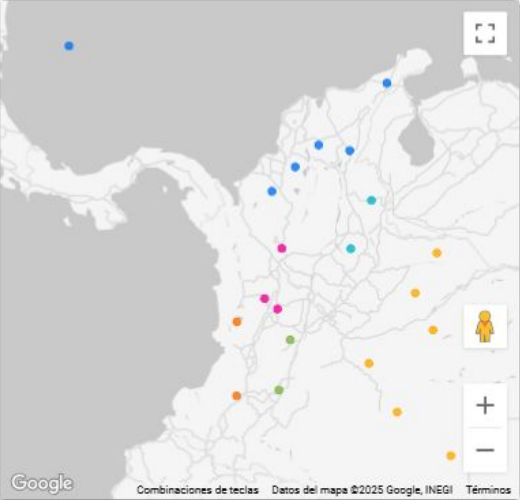 Google
Combinaciones de teclas
Datos del mapa ©2025 Google, INEGI
Términos